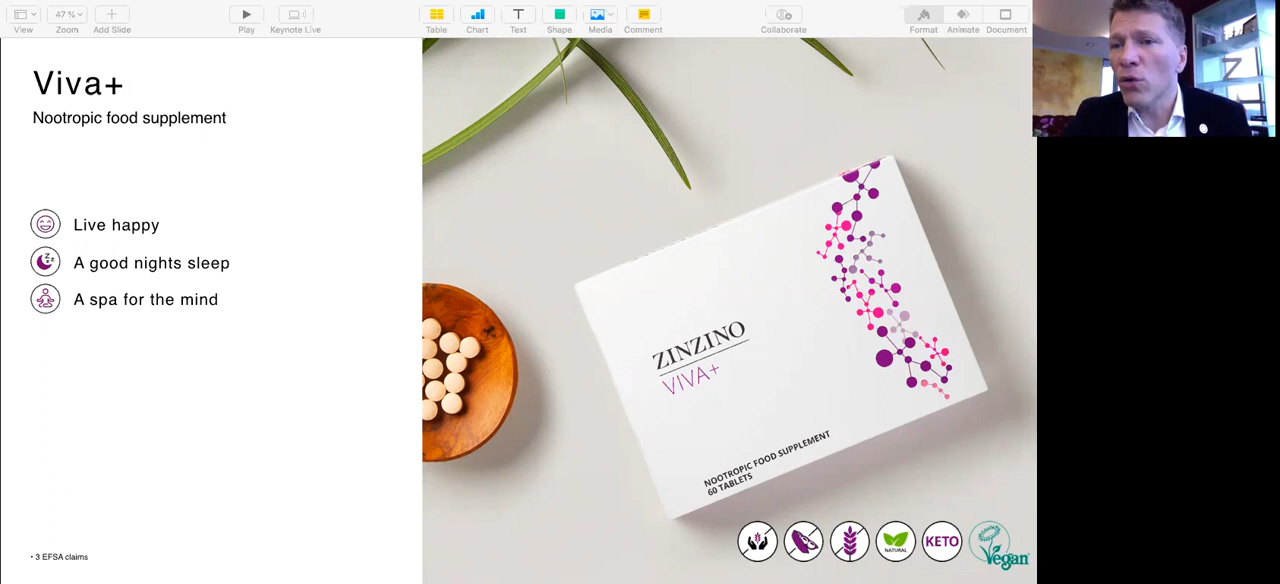 View
47 %
Zoom
Add Slide
Play
Keynote Live
Table
Chart
Text
Shape
Media
Comment
Collaborate
Format
Animate
Document
Viva+
Nootropic food supplement
Live happy
A good nights sleep
A spa for the mind
• 3 EFSA claims
ZINZINO
VIVA+
NOOTROPIC FOOD SUPPLEMENT
60 TABLETS
NATURAL
KETO
Vegan
Z